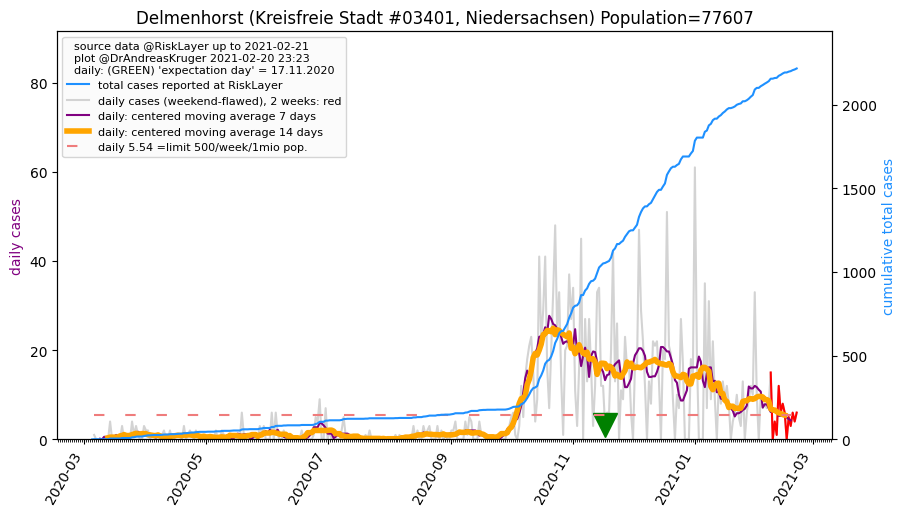 Delmenhorst (Kreisfreie Stadt #03401, Niedersachsen) Population=77607
source data @RiskLayer up to 2021-02-21
plot @DrAndreasKruger 2021-02-20 23:23
daily: (GREEN) 'expectation day' = 17.11.2020
total cases reported at RiskLayer
daily cases (weekend-flawed), 2 weeks: red
daily: centered moving average 7 days
daily: centered moving average 14 days
daily 5.54 =limit 500/week/1mio pop.
daily cases
80
60
40
20
0
cumulative total cases
2000
1500
1000
500
0
2020-03
2020-05
2020-07
2020-09
2020-11
2021-01
2021-03